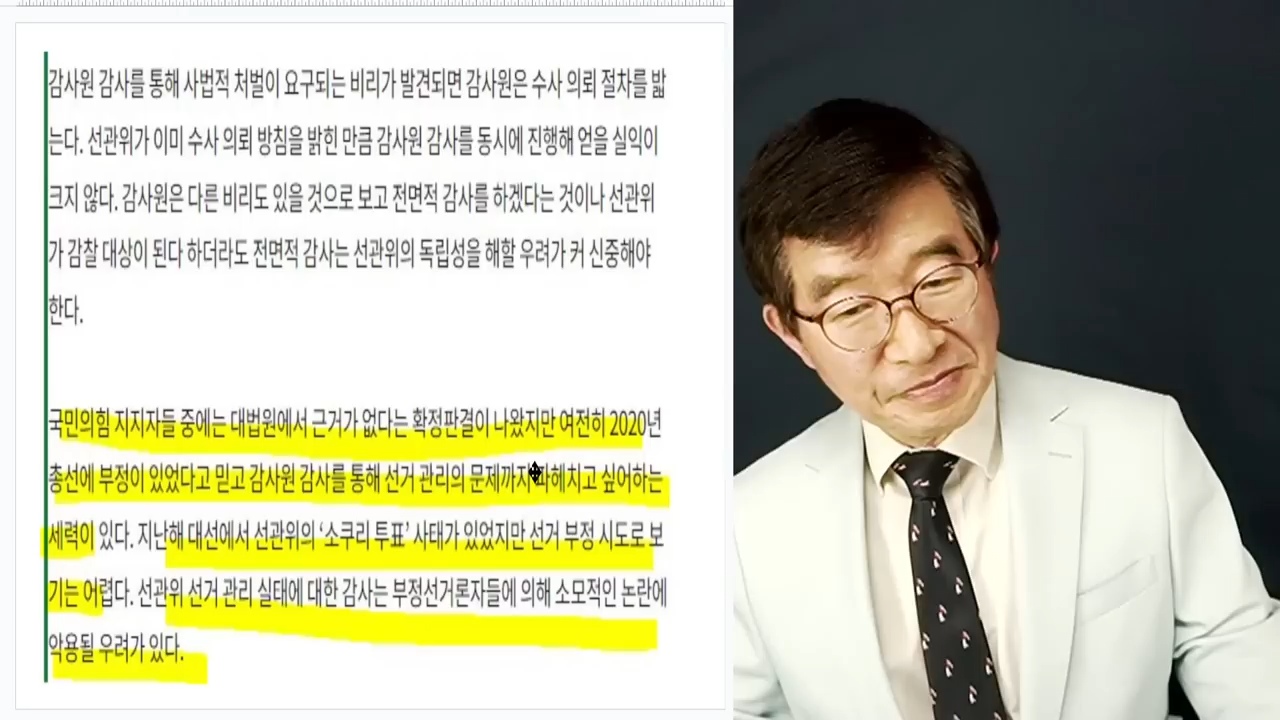 감사원 감사를 통해 사법적 처벌이 요구되는 비리가 발견되면 감사원은 수사 의뢰 절차를 밟
는다. 선관위가 이미 수사 의뢰 방침을 밝힌 만큼 감사원 감사를 동시에 진행해 얻을 실익이
크지 않다. 감사원은 다른 비리도 있을 것으로 보고 전면적 감사를 하겠다는 것이나 선관위
가 감찰 대상이 된다 하더라도 전면적 감사는 선관위의 독립성을 해할 우려가 커 신중해야
한다.
국민의힘 지지자들 중에는 대법원에서 근거가 없다는 확정판결이 나왔지만 여전히 2020년
총선에 부정이 있었다고 믿고 감사원 감사를 통해 선거 관리의 문제까지 파헤치고 싶어하는
세력이 있다. 지난해 대선에서 선관위의 ‘소쿠리 투표’ 사태가 있었지만 선거 부정 시도로 보
기는 어렵다. 선관위 선거 관리 실태에 대한 감사는 부정선거론자들에 의해 소모적인 논란에
악용될 우려가 있다.